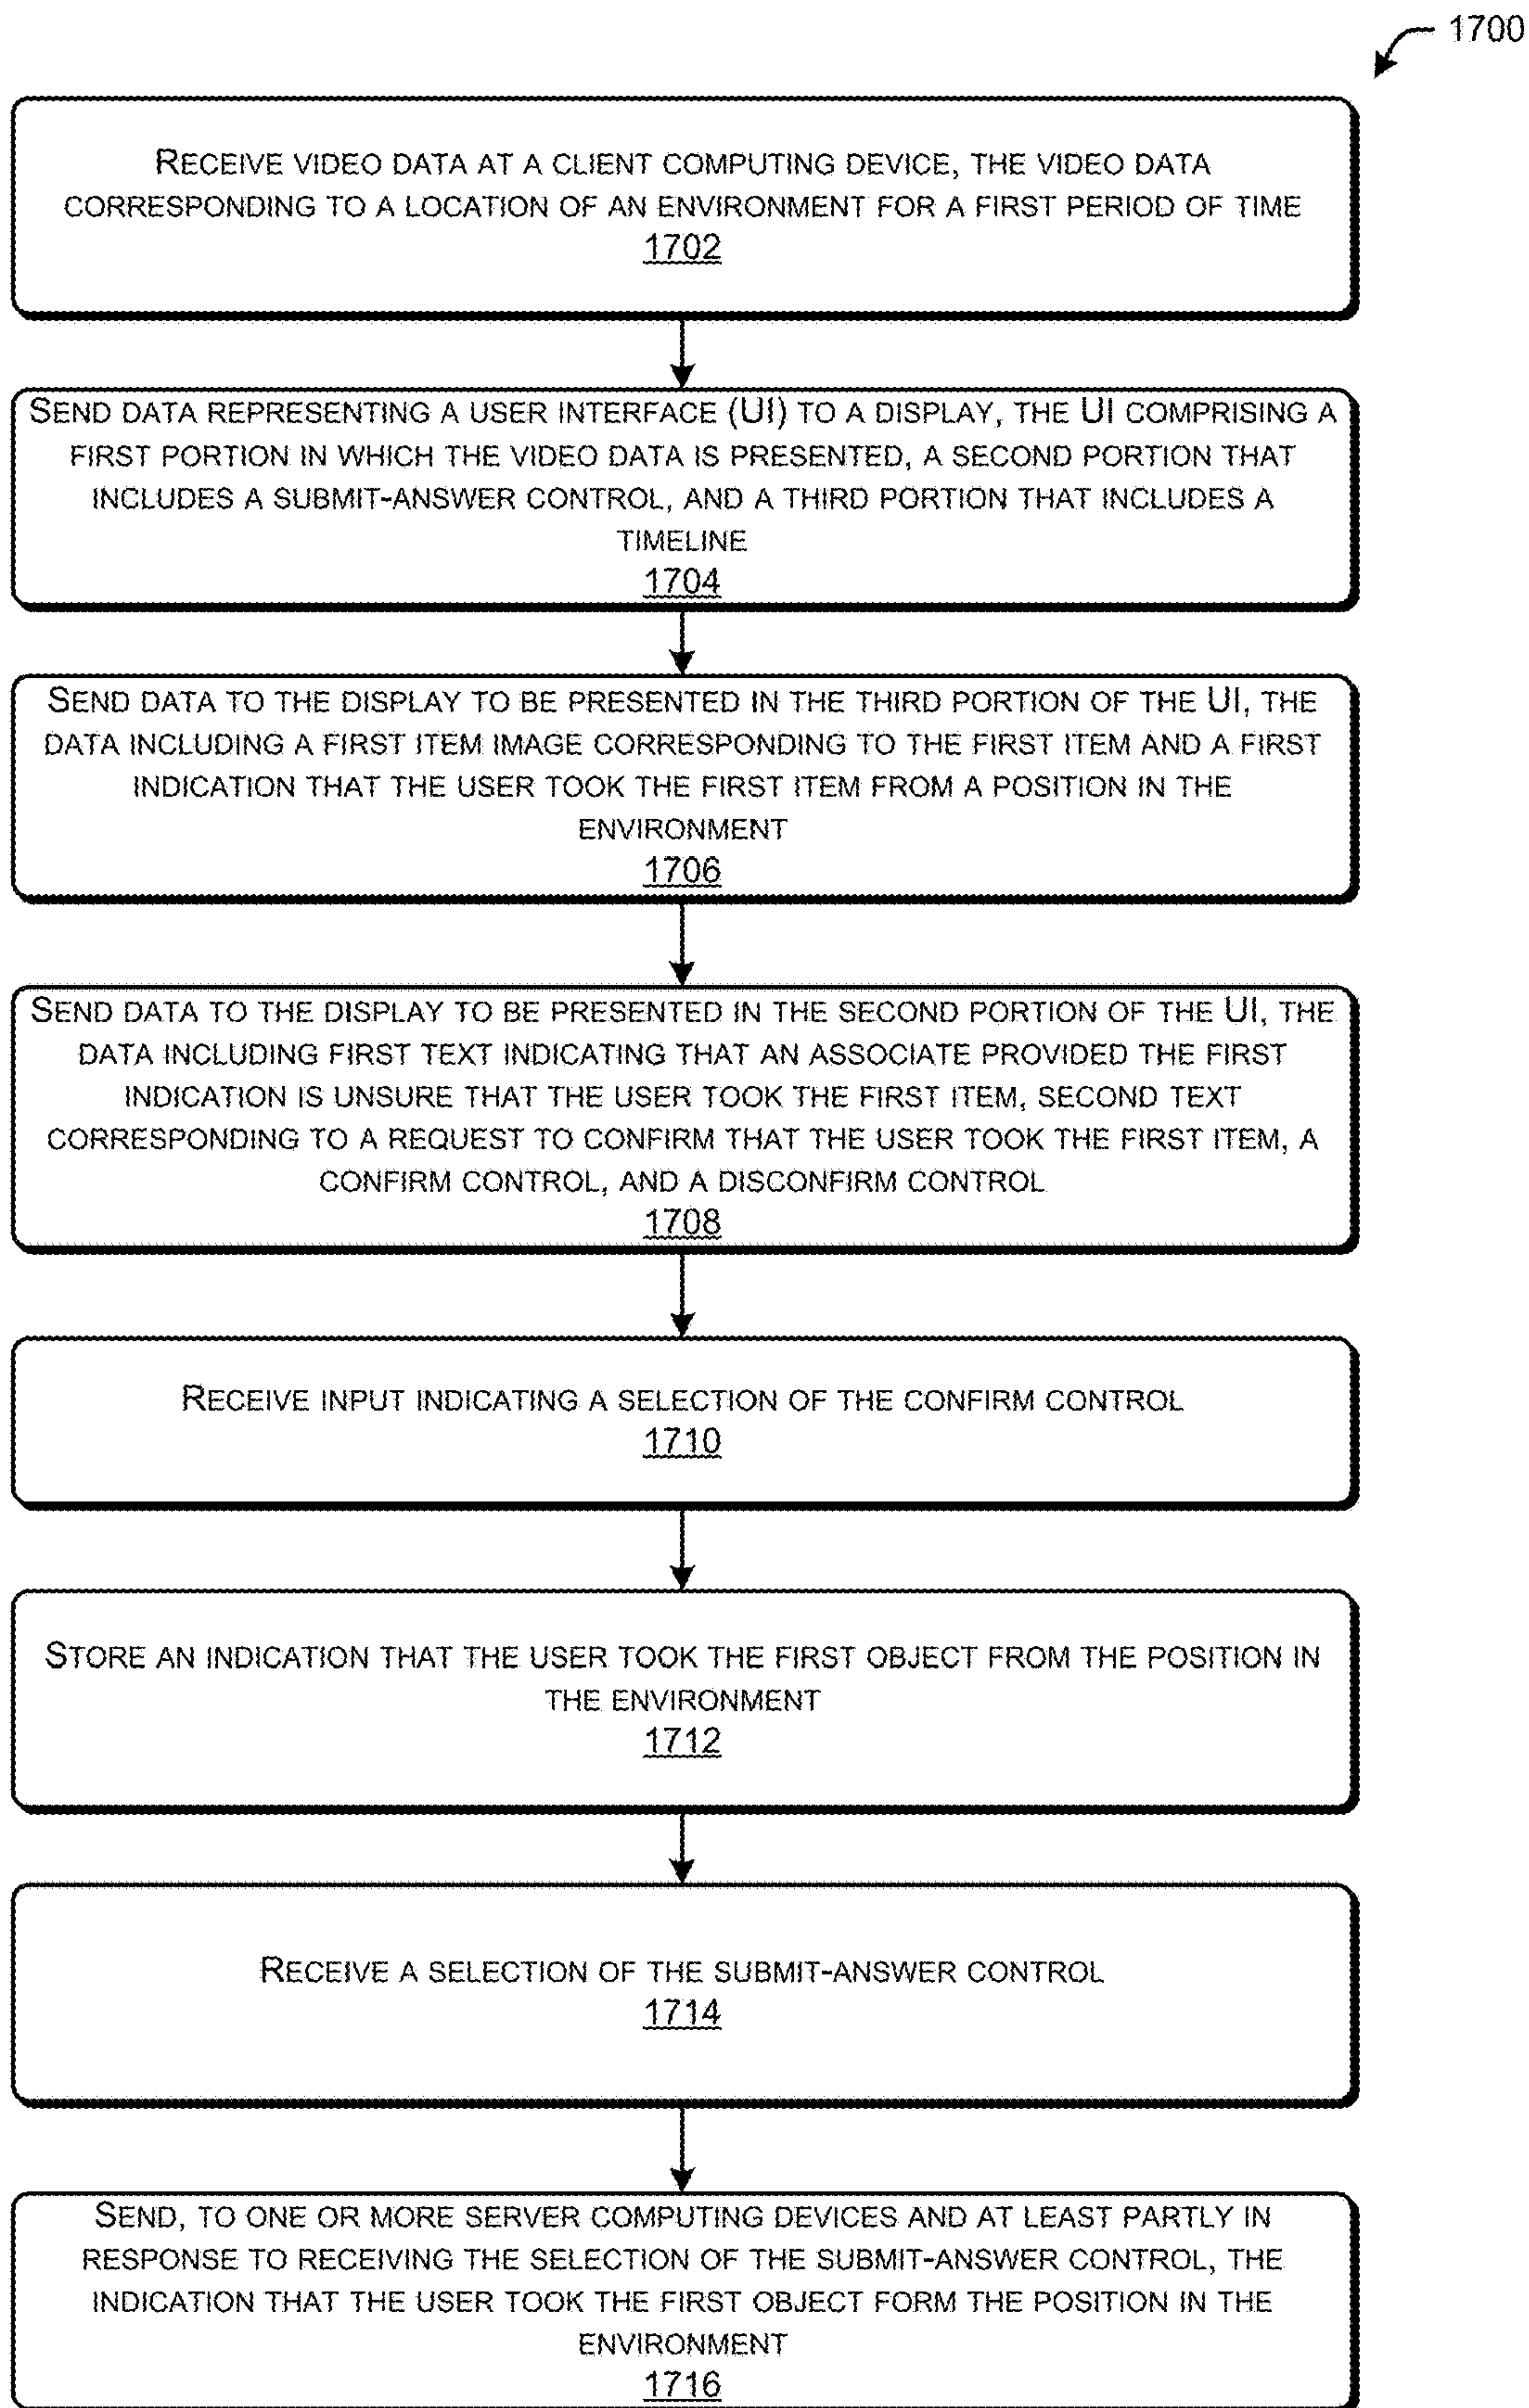 1700
RECEIVE VIDEO DATA AT A CLIENT COMPUTING DEVICE, THE VIDEO DATA
CORRESPONDING TO A LOCATION OF AN ENVIRONMENT FOR A FIRST PERIOD OF TIME
1702
SEND DATA REPRESENTING A USER INTERFACE (UI) TO A DISPLAY, THE UI COMPRISING A
FIRST PORTION IN WHICH THE VIDEO DATA IS PRESENTED, A SECOND PORTION THAT
INCLUDES A SUBMIT-ANSWER CONTROL, AND A THIRD PORTION THAT INCLUDES A
TIMELINE
1704
SEND DATA TO THE DISPLAY TO BE PRESENTED IN THE THIRD PORTION OF THE UI, THE
DATA INCLUDING A FIRST ITEM IMAGE CORRESPONDING TO THE FIRST ITEM AND A FIRST
INDICATION THAT THE USER TOOK THE FIRST ITEM FROM A POSITION IN THE
ENVIRONMENT
1706
SEND DATA TO THE DISPLAY TO BE PRESENTED IN THE SECOND PORTION OF THE UI, THE
DATA INCLUDING FIRST TEXT INDICATING THAT AN ASSOCIATE PROVIDED THE FIRST
INDICATION IS UNSURE THAT THE USER TOOK THE FIRST ITEM, SECOND TEXT
CORRESPONDING TO A REQUEST TO CONFIRM THAT THE USER TOOK THE FIRST ITEM, A
CONFIRM CONTROL, AND A DISCONFIRM CONTROL
1708
RECEIVE INPUT INDICATING A SELECTION OF THE CONFIRM CONTROL
1710
STORE AN INDICATION THAT THE USER TOOK THE FIRST OBJECT FROM THE POSITION IN
THE ENVIRONMENT
1712
RECEIVE A SELECTION OF THE SUBMIT-ANSWER CONTROL
1714
SEND, TO ONE OR MORE SERVER COMPUTING DEVICES AND AT LEAST PARTLY IN
RESPONSE TO RECEIVING THE SELECTION OF THE SUBMIT-ANSWER CONTROL, THE
INDICATION THAT THE USER TOOK THE FIRST OBJECT FORM THE POSITION IN THE
ENVIRONMENT
1716